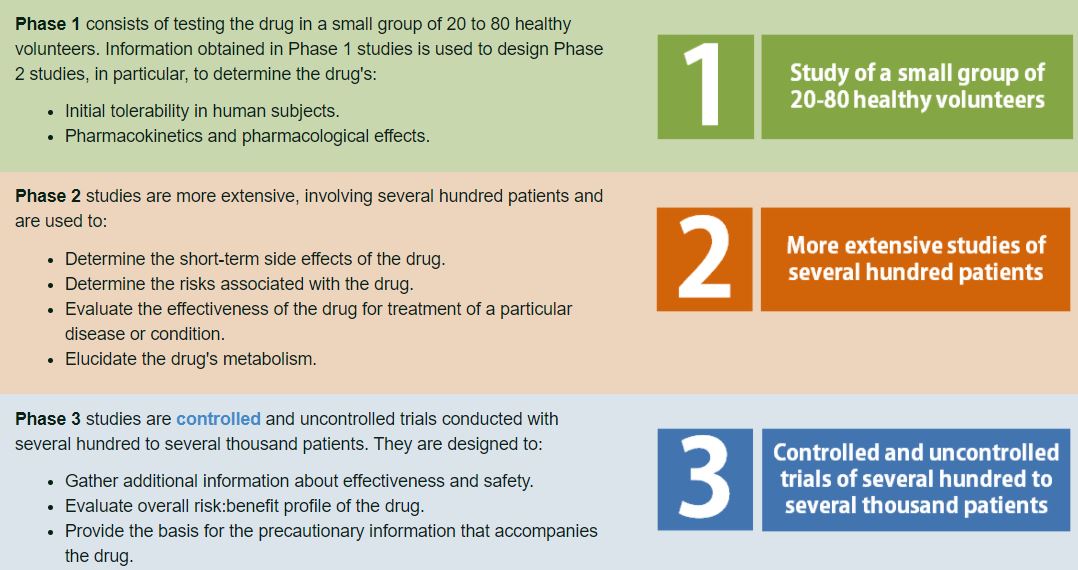 Phase 1 consists of testing the drug in a small group of 20 to 80 healthy
volunteers. Information obtained in Phase 1 studies is used to design Phase
2 studies, in particular, to determine the drug's:
• Initial tolerability in human subjects.
• Pharmacokinetics and pharmacological effects.
1
Study of a small group of
20-80 healthy volunteers
Phase 2 studies are more extensive, involving several hundred patients and
are used to:
• Determine the short-term side effects of the drug.
• Determine the risks associated with the drug.
• Evaluate the effectiveness of the drug for treatment of a particular
disease or condition.
• Elucidate the drug's metabolism.
2
More extensive studies of
several hundred patients
Phase 3 studies are controlled and uncontrolled trials conducted with
several hundred to several thousand patients. They are designed to:
• Gather additional information about effectiveness and safety.
• Evaluate overall risk:benefit profile of the drug.
• Provide the basis for the precautionary information that accompanies
the drug.
3
Controlled and uncontrolled
trials of several hundred to
several thousand patients